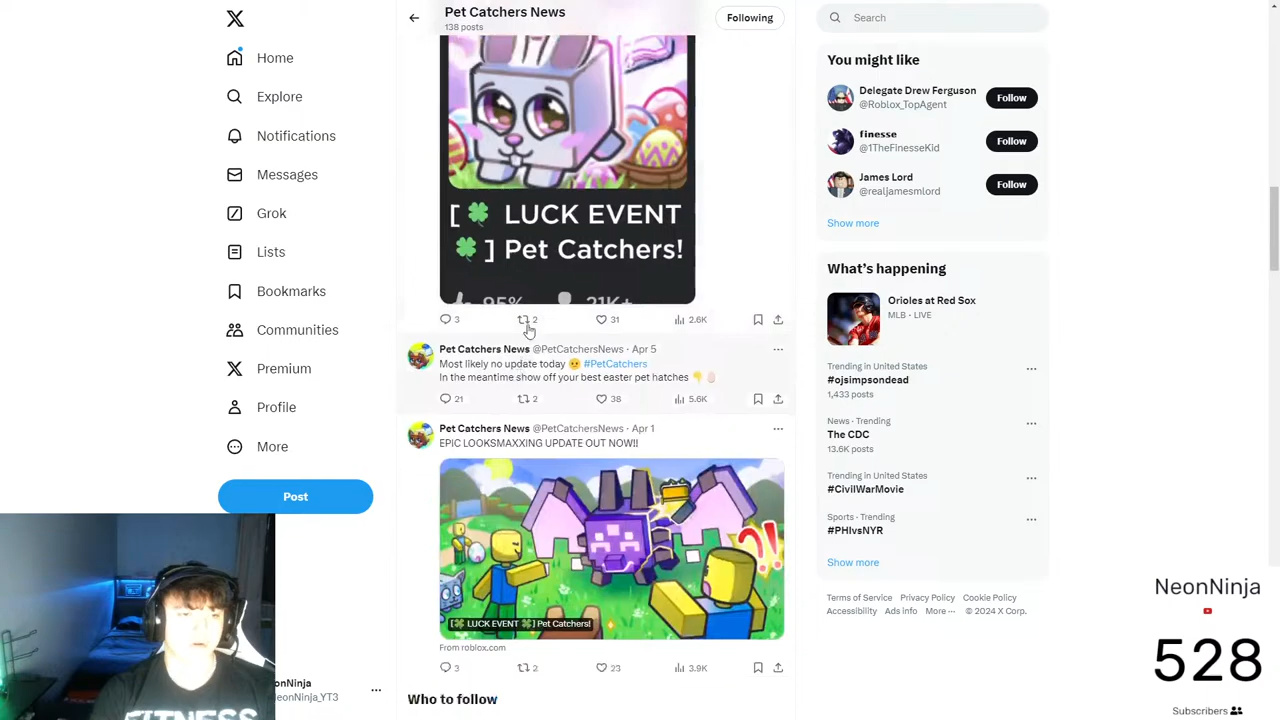 Pet Catchers News
138 posts
Following
Search
Home
Explore
Notifications
Messages
Grok
Lists
Bookmarks
Communities
Premium
Profile
More
Post
[🍀 LUCK EVENT
🍀] Pet Catchers!
95% 21K+
3 2 31 2.6K
Pet Catchers News @PetCatchersNews · Apr 5
Most likely no update today 🫡 #PetCatchers
In the meantime show off your best easter pet hatches 👇🥚
21 2 38 5.6K
Pet Catchers News @PetCatchersNews · Apr 1
EPIC LOOKSMAXXING UPDATE OUT NOW!!
?!
[🍀 LUCK EVENT 🍀] Pet Catchers!
From roblox.com
3 2 23 3.9K
Who to follow
You might like
Delegate Drew Ferguson
@Roblox_TopAgent
Follow
finesse
@1TheFinesseKid
Follow
James Lord
@realjamesmlord
Follow
Show more
What's happening
Orioles at Red Sox
MLB · LIVE
Trending in United States
#ojsimpsondead
1,433 posts
News · Trending
The CDC
13.6K posts
Trending in United States
#CivilWarMovie
Sports · Trending
#PHIvsNYR
Show more
Terms of Service Privacy Policy Cookie Policy
Accessibility Ads info More ··· © 2024 X Corp.
NeonNinja
528
Subscribers
onNinja
NeonNinja_YT3
FITNESS